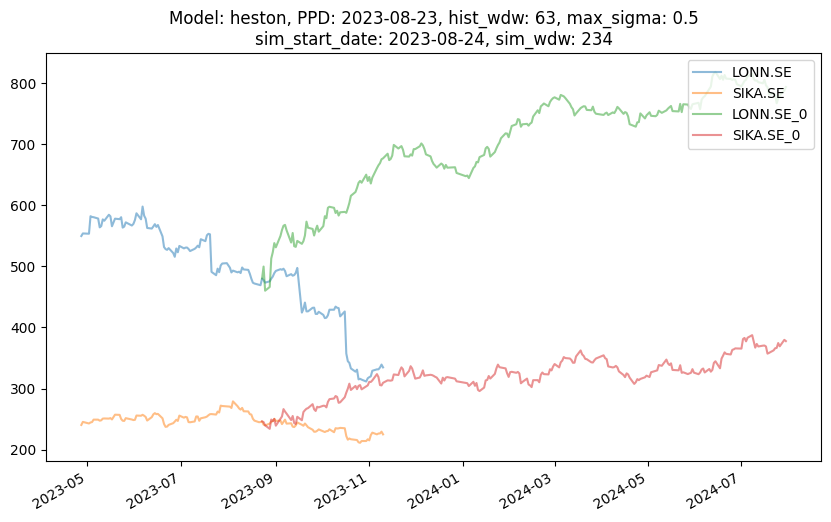 Model: heston, PPD: 2023-08-23, hist_wdw: 63, max_sigma: 0.5
sim_start_date: 2023-08-24, sim_wdw: 234
LONN.SE
SIKA.SE
LONN.SE_0
SIKA.SE_0
800
700
600
500
400
300
200
2023-05
2023-07
2023-09
2023-11
2024-01
2024-03
2024-05
2024-07